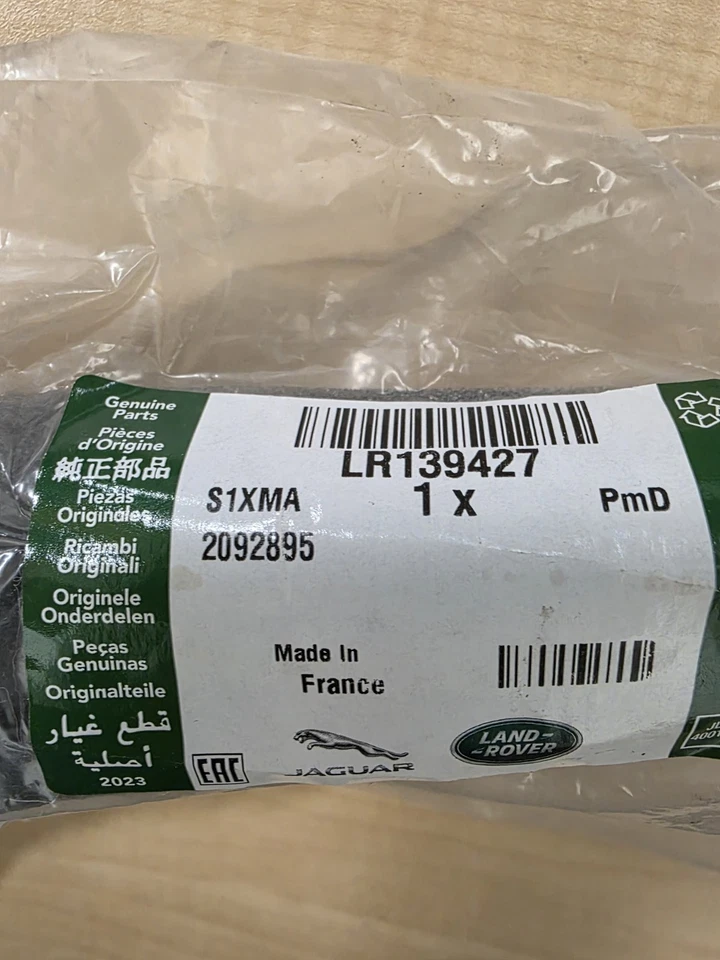 Genuine
Parts
Pièces
d'Origine
純正部品
Piezas
Originales
Ricambi
Originali
Originele
Onderdelen
Peças
Genuinas
Originalteile
قطع غيار
أصلية
2023
LR139427
S1XMA 1 x PmD
2092895
Made In
France
EAC
JAGUAR
LAND-
-ROVER